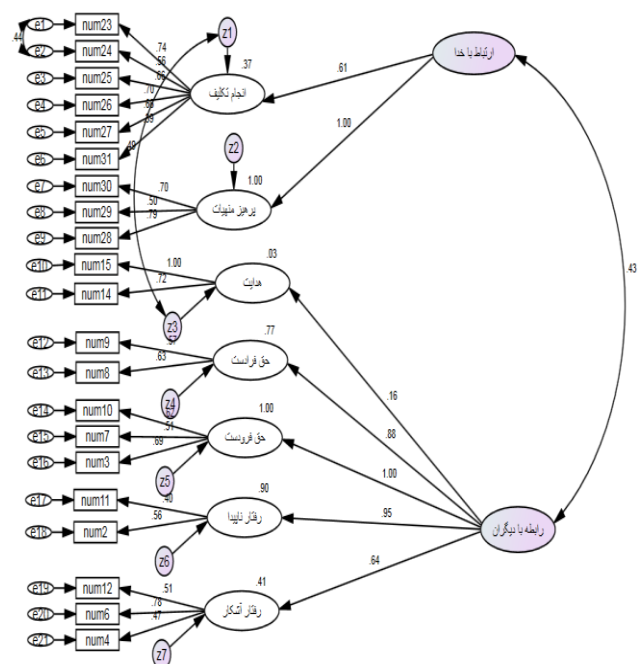 e1 num23
.44
e2 num24
e3 num25
e4 num26
e5 num27
e6 num31
e7 num30
e8 num29
e9 num28
e10 num15
e11 num14
e12 num9
e13 num8
e14 num10
e15 num7
e16 num3
e17 num11
e18 num2
e19 num12
e20 num6
e21 num4
.74
.56
.70
.49
.70
.50
.79
1.00
.72
.63
.51
.69
.40
.56
.51
.78
.47
z1
.37
انجام تکلیف
z2
1.00
پرهیز منهیات
.03
هدایت
z3
.77
حق فرادست
z4
1.00
حق فرودست
z5
.90
رفتار ناپیدا
z6
.41
رفتار آشکار
z7
.61
1.00
.16
.88
1.00
.95
.64
ارتباط با خدا
.43
رابطه با دیگران